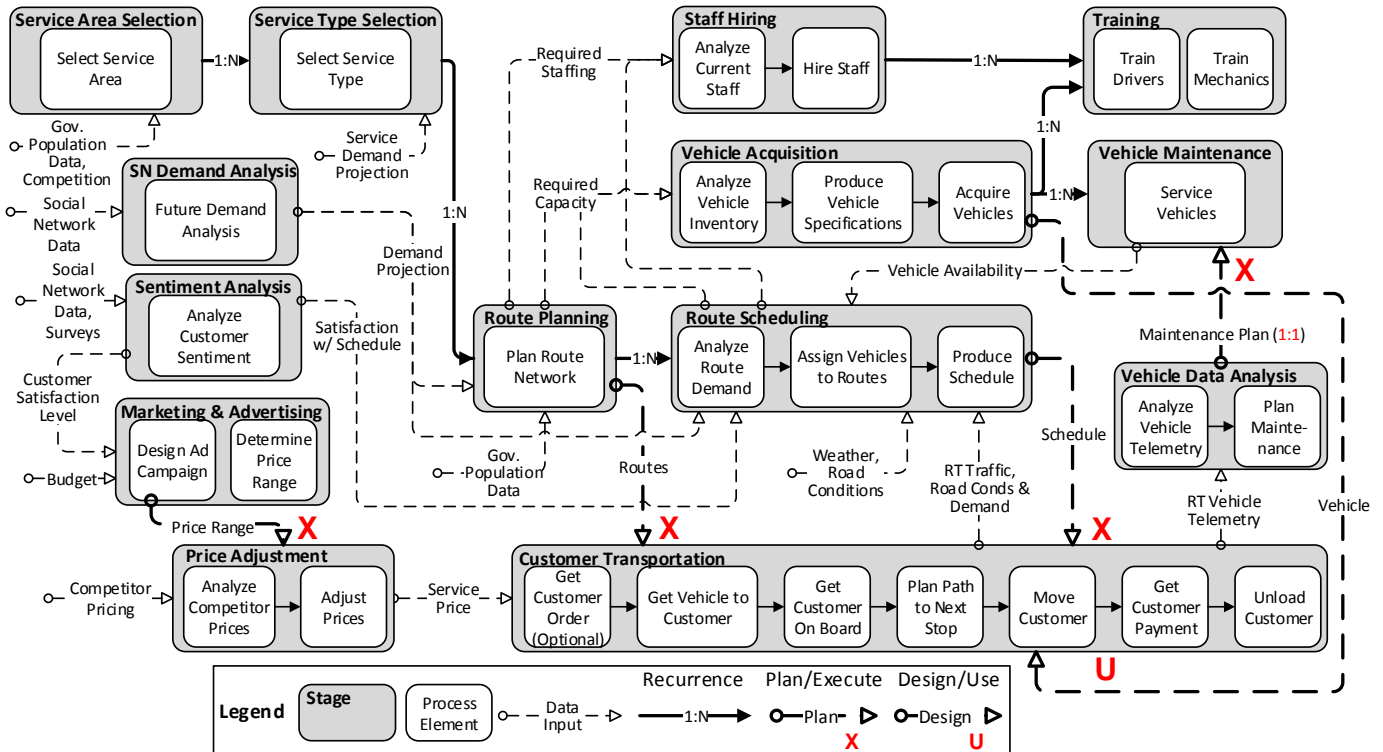 Service Area Selection
Select Service
Area
1:N
Service Type Selection
Select Service
Type
1:N
Required
Staffing
Staff Hiring
Analyze
Current
Staff
Hire Staff
1:N
Training
Train
Drivers
Train
Mechanics
Gov.
Population
Data,
Competition
Service
Demand
Projection
SN Demand Analysis
Future Demand
Analysis
Social
Network
Data
Demand
Projection
Required
Capacity
Vehicle Acquisition
Analyze
Vehicle
Inventory
Produce
Vehicle
Specifications
Acquire
Vehicles
1:N
1:N
Vehicle Maintenance
Service
Vehicles
Vehicle Availability
X
Social
Network
Data,
Surveys
Sentiment Analysis
Analyze
Customer
Sentiment
Satisfaction
w/ Schedule
Customer
Satisfaction
Level
Route Planning
Plan Route
Network
1:N
Route Scheduling
Analyze
Route
Demand
Assign Vehicles
to Routes
Produce
Schedule
Maintenance Plan (1:1)
Vehicle Data Analysis
Analyze
Vehicle
Telemetry
Plan
Mainte-
nance
Marketing & Advertising
Design Ad
Campaign
Determine
Price
Range
Budget
Gov.
Population
Data
Routes
Weather,
Road
Conditions
RT Traffic,
Road Conds &
Demand
Schedule
RT Vehicle
Telemetry
Vehicle
Price Range
X
X
X
Price Adjustment
Analyze
Competitor
Prices
Adjust
Prices
Competitor
Pricing
Service
Price
Customer Transportation
Get
Customer
Order
(Optional)
Get Vehicle to
Customer
Get
Customer
On Board
Plan Path
to Next
Stop
Move
Customer
Get
Customer
Payment
Unload
Customer
U
Legend
Stage
Process
Element
Data
Input
Recurrence
1:N
Plan/Execute
Plan
X
Design/Use
Design
U